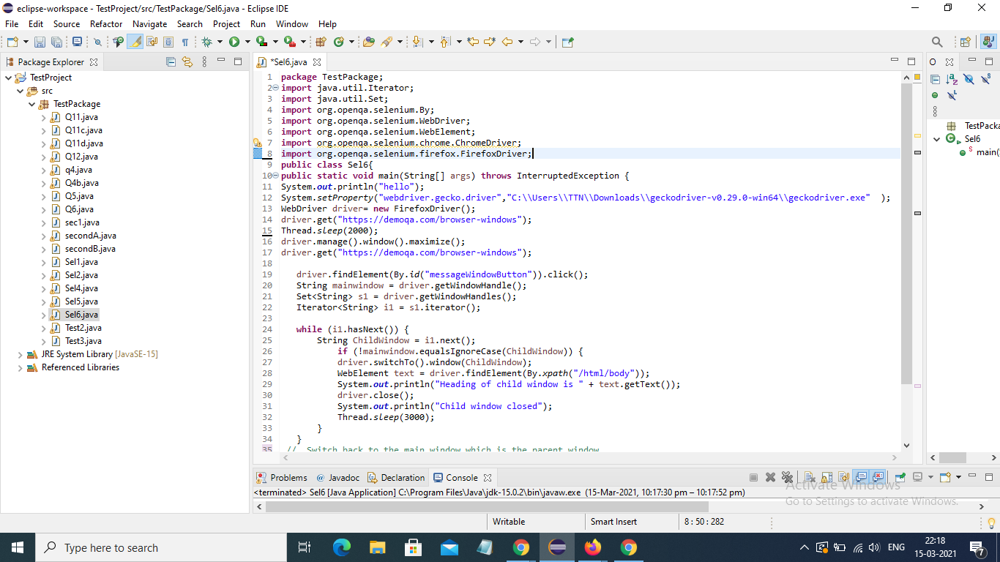 eclipse-workspace - TestProject/src/TestPackage/Sel6.java - Eclipse IDE
File Edit Source Refactor Navigate Search Project Run Window Help
Package Explorer
TestProject
src
TestPackage
Q11.java
Q11c.java
Q11d.java
Q12.java
q4.java
Q4b.java
Q5.java
Q6.java
sec1.java
secondA.java
secondB.java
Sel1.java
Sel2.java
Sel4.java
Sel5.java
Sel6.java
Test2.java
Test3.java
JRE System Library [JavaSE-15]
Referenced Libraries
*Sel6.java
1 package TestPackage;
2 import java.util.Iterator;
3 import java.util.Set;
4 import org.openqa.selenium.By;
5 import org.openqa.selenium.WebDriver;
6 import org.openqa.selenium.WebElement;
7 import org.openqa.selenium.chrome.ChromeDriver;
8 import org.openqa.selenium.firefox.FirefoxDriver;
9 public class Sel6{
10 public static void main(String[] args) throws InterruptedException {
11 System.out.println("hello");
12 System.setProperty("webdriver.gecko.driver","C:\\Users\\TTN\\Downloads\\geckodriver-v0.29.0-win64\\geckodriver.exe" );
13 WebDriver driver= new FirefoxDriver();
14 driver.get("https://demoqa.com/browser-windows");
15 Thread.sleep(2000);
16 driver.manage().window().maximize();
17 driver.get("https://demoqa.com/browser-windows");
18
19 driver.findElement(By.id("messageWindowButton")).click();
20 String mainwindow = driver.getWindowHandle();
21 Set<String> s1 = driver.getWindowHandles();
22 Iterator<String> i1 = s1.iterator();
23
24 while (i1.hasNext()) {
25 String ChildWindow = i1.next();
26 if (!mainwindow.equalsIgnoreCase(ChildWindow)) {
27 driver.switchTo().window(ChildWindow);
28 WebElement text = driver.findElement(By.xpath("/html/body"));
29 System.out.println("Heading of child window is " + text.getText());
30 driver.close();
31 System.out.println("Child window closed");
32 Thread.sleep(3000);
33 }
34 }
35 // Switch back to the main window which is the parent window
O
TestPacka
Sel6
main(
Problems @ Javadoc Declaration Console
<terminated> Sel6 [Java Application] C:\Program Files\Java\jdk-15.0.2\bin\javaw.exe (15-Mar-2021, 10:17:30 pm – 10:17:52 pm)
Activate Windows
Go to Settings to activate Windows.
Writable Smart Insert 8 : 50 : 282
Type here to search
ENG
22:18
15-03-2021
7